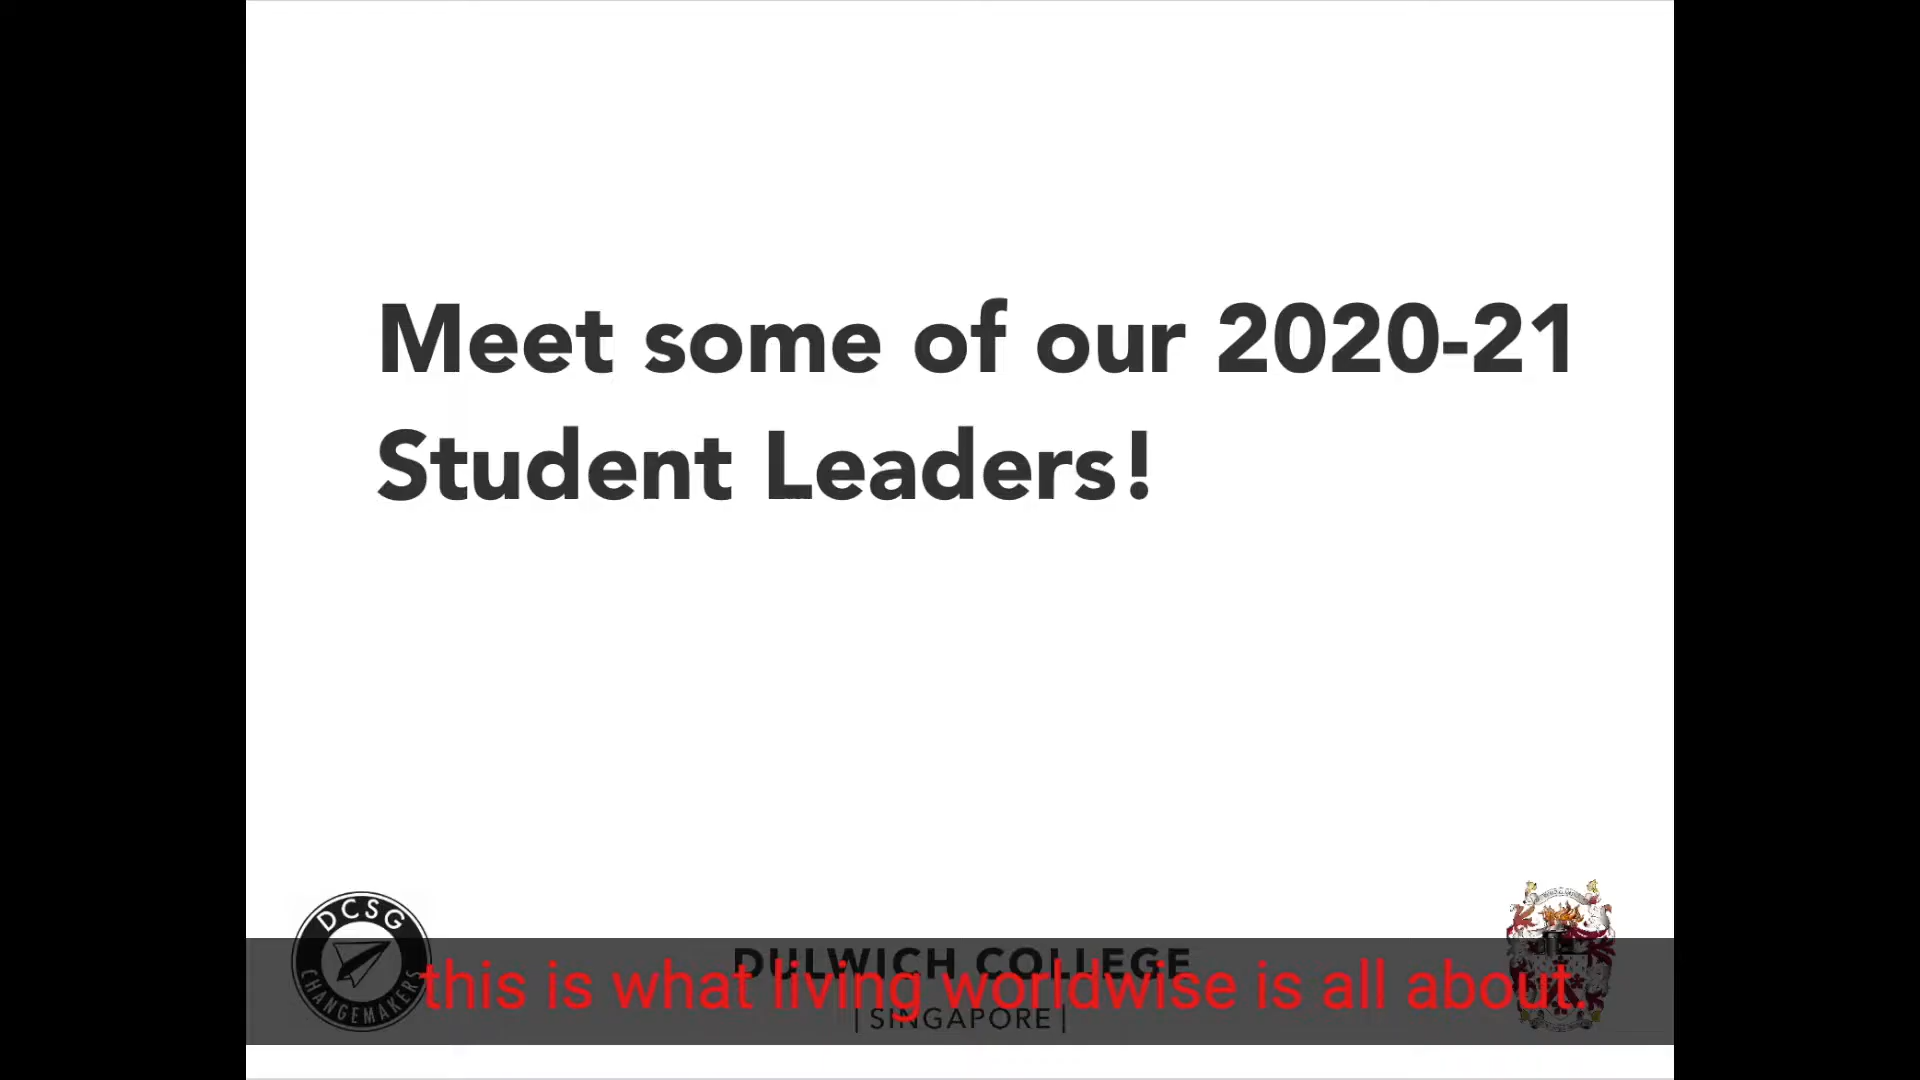 Meet some of our 2020-21
Student Leaders!
DCSG
CHANGEMAKERS
DULWICH COLLEGE
this is what living worldwise is all about.
| SINGAPORE |